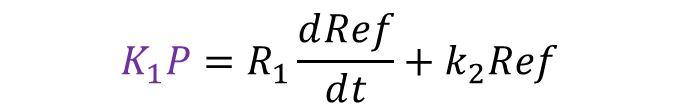 K₁P = R₁ dRef/dt + k₂Ref